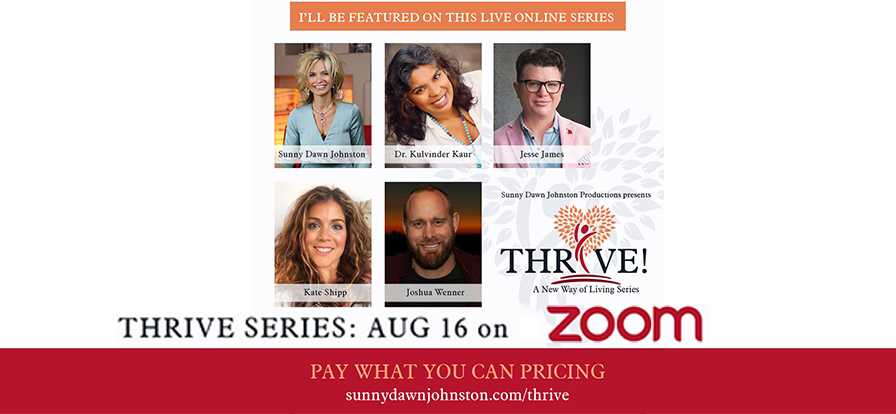 I'LL BE FEATURED ON THIS LIVE ONLINE SERIES
Sunny Dawn Johnston
Dr. Kulvinder Kaur
Jesse James
Kate Shipp
Joshua Wenner
Sunny Dawn Johnston Productions presents
THRIVE!
A New Way of Living Series
THRIVE SERIES: AUG 16 on zoom
PAY WHAT YOU CAN PRICING
sunnydawnjohnston.com/thrive